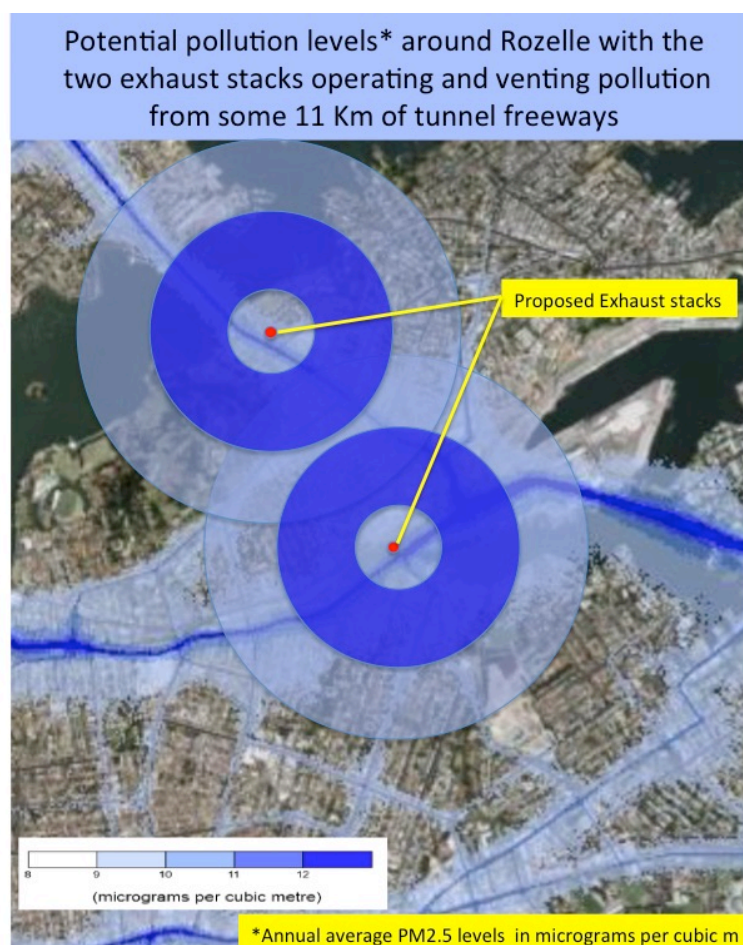 Potential pollution levels* around Rozelle with the
two exhaust stacks operating and venting pollution
from some 11 Km of tunnel freeways
Proposed Exhaust stacks
8 9 10 11 12
(micrograms per cubic metre)
*Annual average PM2.5 levels in micrograms per cubic m